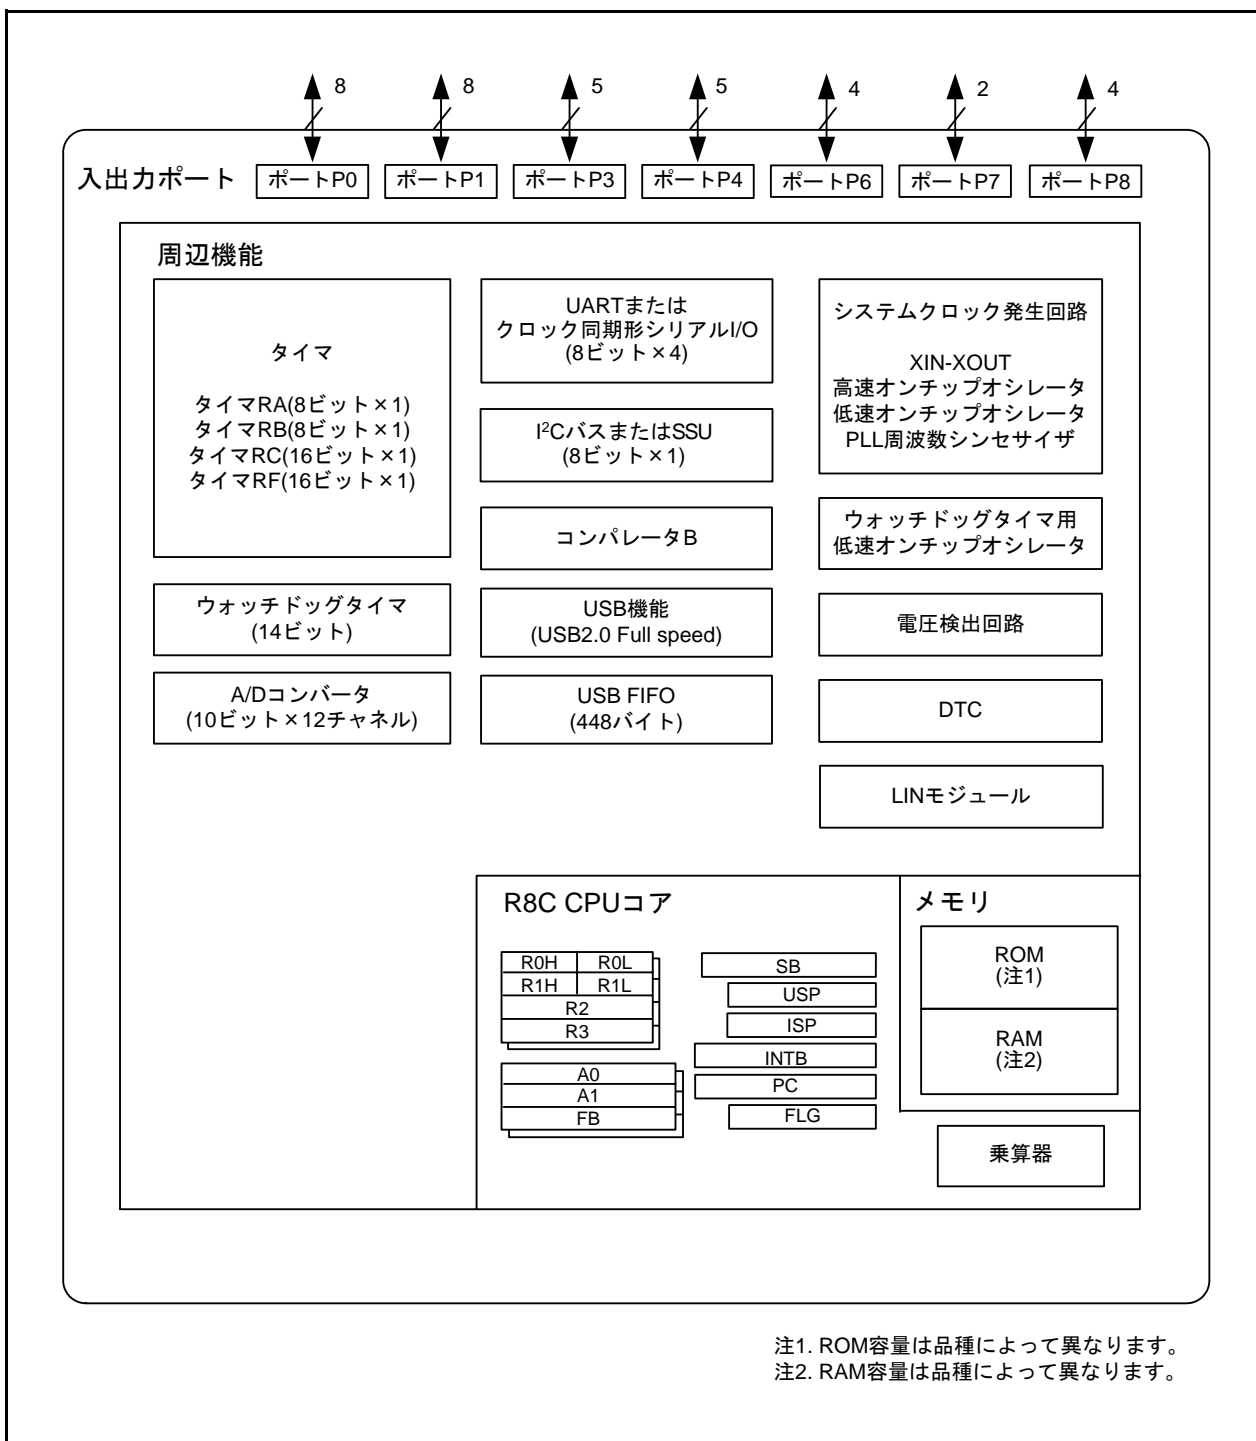 8 8 5 5 4 2 4
入出力ポート ポートP0 ポートP1 ポートP3 ポートP4 ポートP6 ポートP7 ポートP8
周辺機能
タイマ
タイマRA(8ビット×1)
タイマRB(8ビット×1)
タイマRC(16ビット×1)
タイマRF(16ビット×1)
ウォッチドッグタイマ
(14ビット)
A/Dコンバータ
(10ビット×12チャネル)
UARTまたは
クロック同期形シリアルI/O
(8ビット×4)
I²CバスまたはSSU
(8ビット×1)
コンパレータB
USB機能
(USB2.0 Full speed)
USB FIFO
(448バイト)
システムクロック発生回路
XIN-XOUT
高速オンチップオシレータ
低速オンチップオシレータ
PLL周波数シンセサイザ
ウォッチドッグタイマ用
低速オンチップオシレータ
電圧検出回路
DTC
LINモジュール
R8C CPUコア
R0H R0L
R1H R1L
R2
R3
A0
A1
FB
SB
USP
ISP
INTB
PC
FLG
メモリ
ROM
(注1)
RAM
(注2)
乗算器
注1. ROM容量は品種によって異なります。
注2. RAM容量は品種によって異なります。